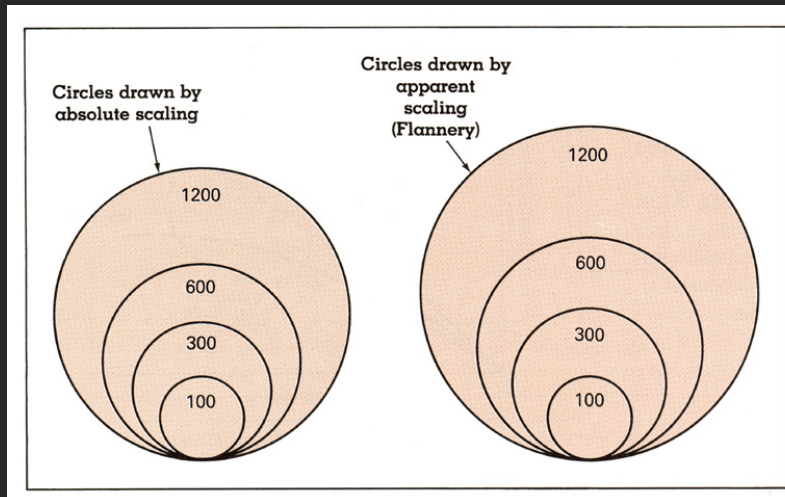 Circles drawn by
absolute scaling
1200
600
300
100
Circles drawn by
apparent
scaling
(Flannery)
1200
600
300
100